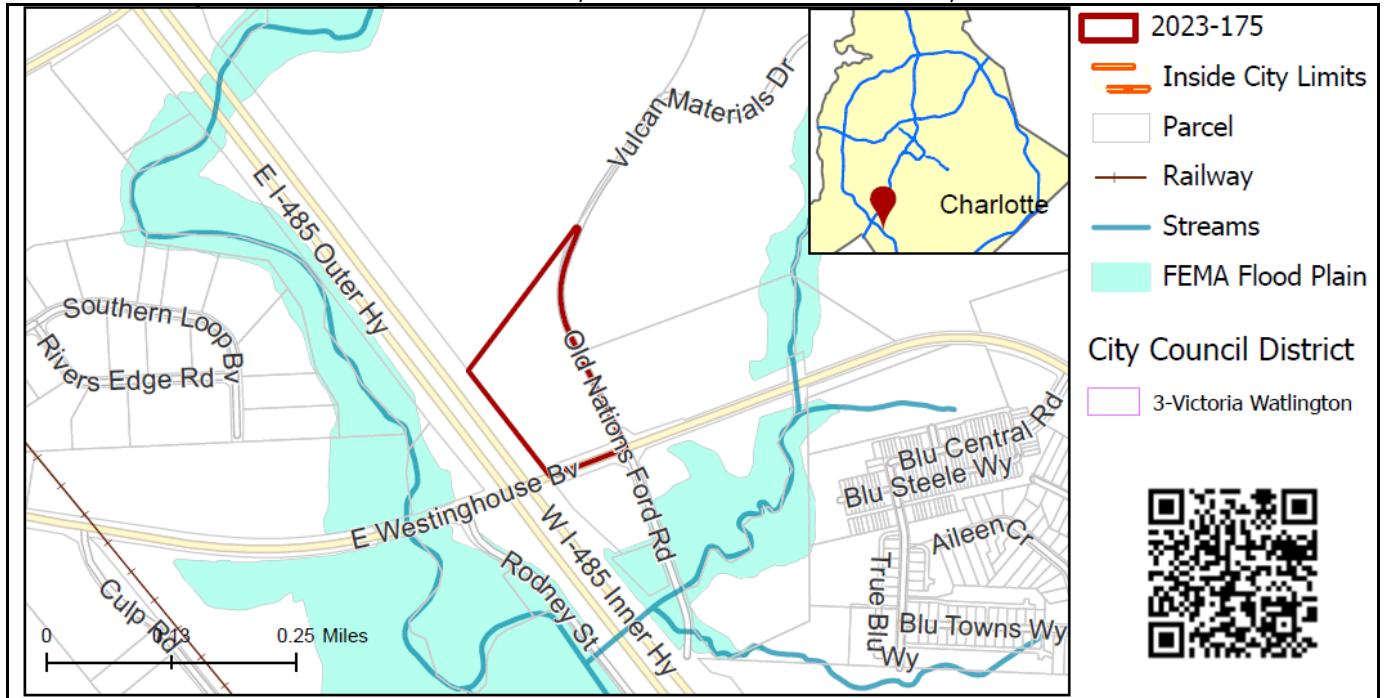 Vulcan
Materials Dr
E I-485 Outer Hy
Southern Loop Bv
Rivers Edge Rd
Old Nations Ford Rd
E Westinghouse Bv
W I-485 Inner Hy
Rodney St
Culp Rd
Blu Central Rd
Blu Steele Wy
Aileen Cr
True Blu
Wy
Blu Towns Wy
0 0.13 0.25 Miles
Charlotte
2023-175
Inside City Limits
Parcel
Railway
Streams
FEMA Flood Plain
City Council District
3-Victoria Watlington